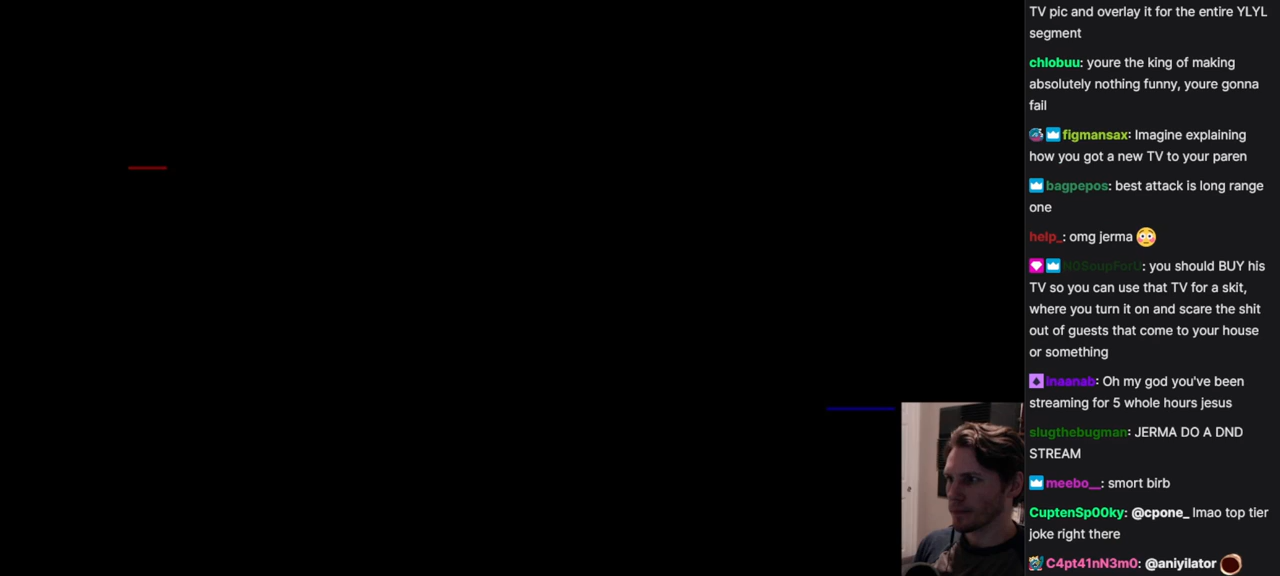 TV pic and overlay it for the entire YLYL
segment
chlobuu: youre the king of making
absolutely nothing funny, youre gonna
fail
figmansax: Imagine explaining
how you got a new TV to your paren
bagpepos: best attack is long range
one
help_: omg jerma 😳
N0SoupForU: you should BUY his
TV so you can use that TV for a skit,
where you turn it on and scare the shit
out of guests that come to your house
or something
inaanab: Oh my god you've been
streaming for 5 whole hours jesus
slugthebugman: JERMA DO A DND
STREAM
meebo__: smort birb
CuptenSp00ky: @cpone_ lmao top tier
joke right there
C4pt41nN3m0: @aniyilator